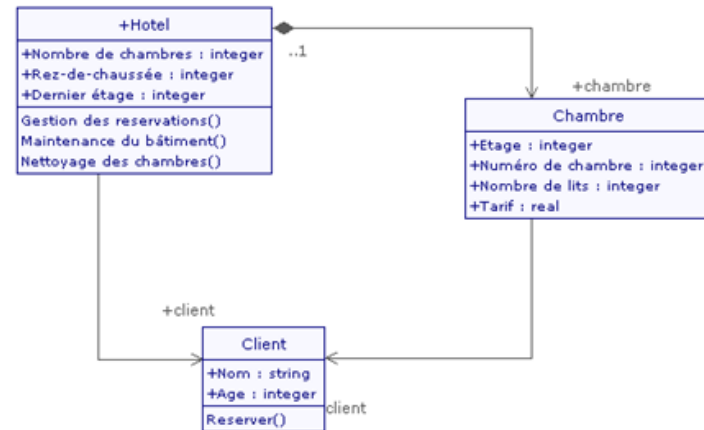 +Hotel
+Nombre de chambres : integer
+Rez-de-chaussée : integer
+Dernier étage : integer
Gestion des reservations()
Maintenance du bâtiment()
Nettoyage des chambres()
..1
+chambre
Chambre
+Etage : integer
+Numéro de chambre : integer
+Nombre de lits : integer
+Tarif : real
+client
Client
+Nom : string
+Age : integer
Reserver()
client